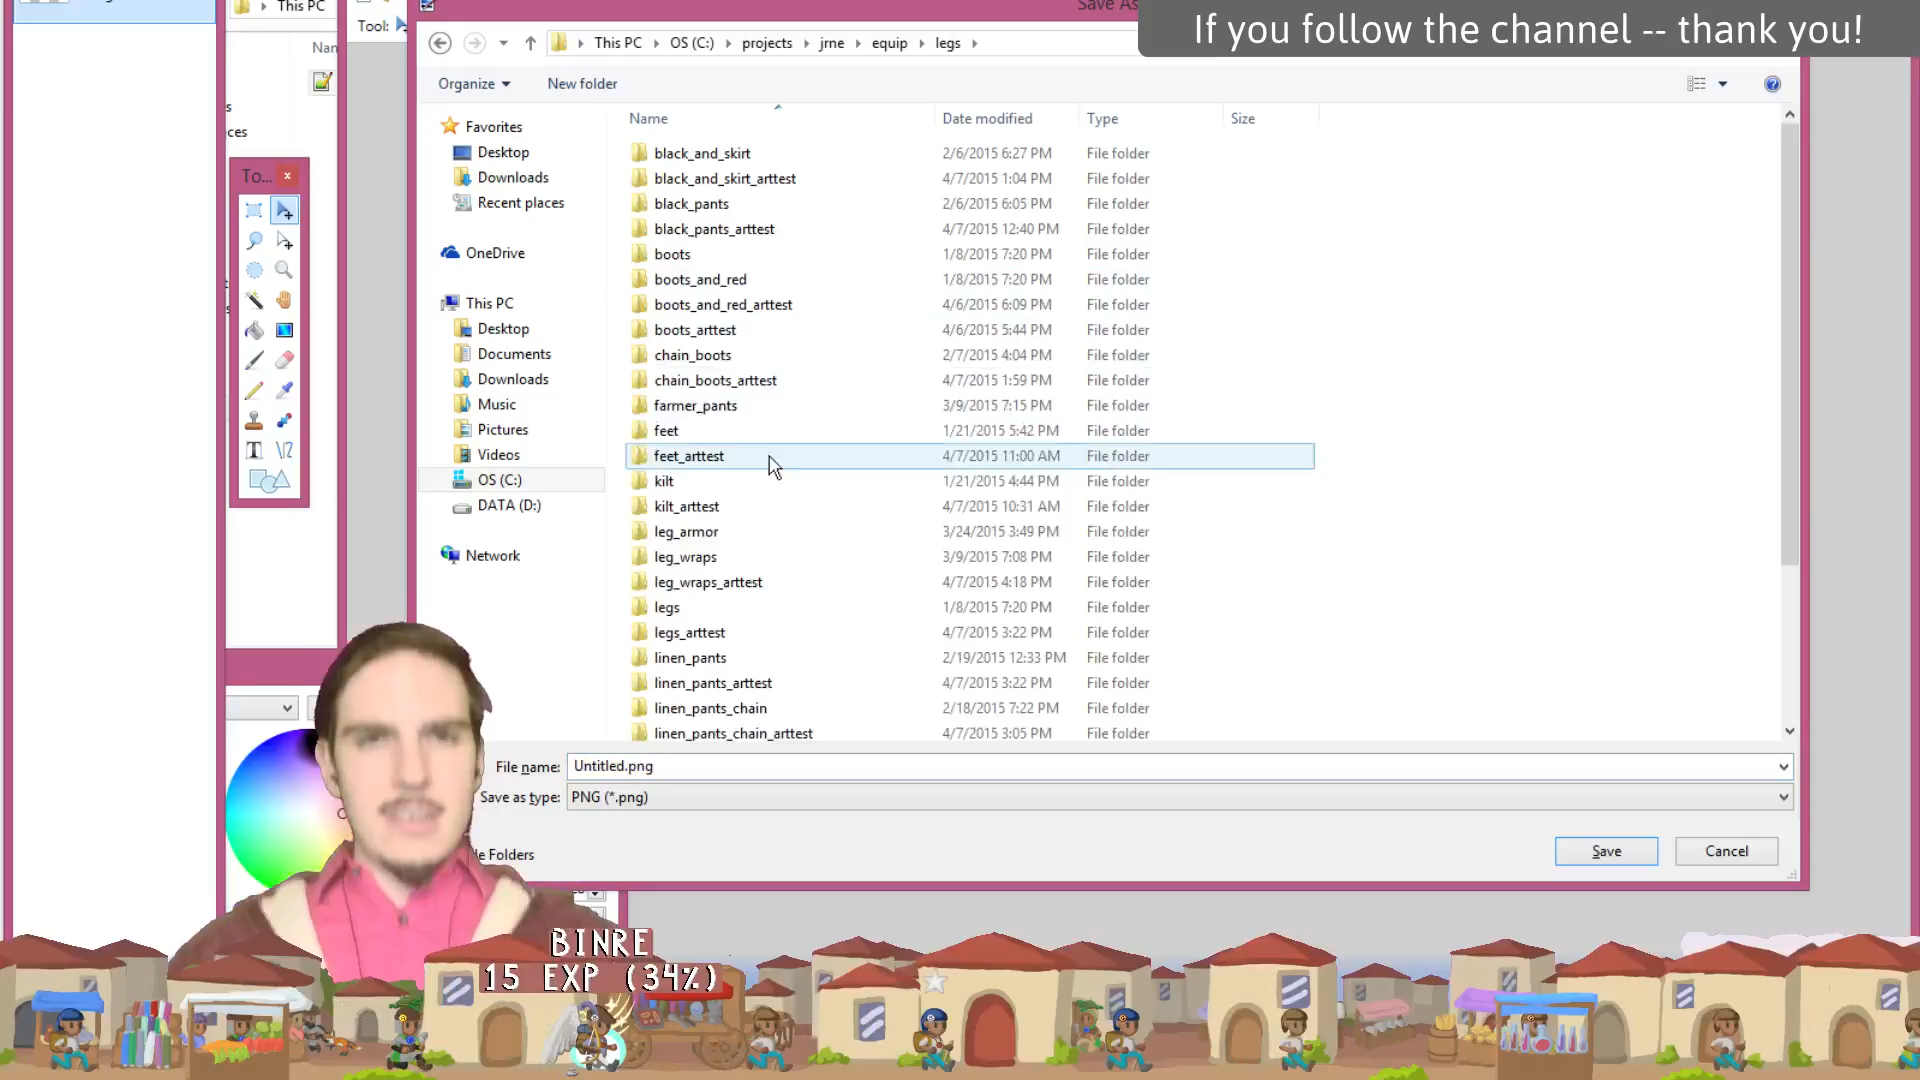 This PC
Save As
If you follow the channel -- thank you!
Tool:
This PC
OS (C:)
projects
jrne
equip
legs
Organize
New folder
Name
Date modified
Type
Size
Favorites
Desktop
Downloads
Recent places
OneDrive
This PC
Desktop
Documents
Downloads
Music
Pictures
Videos
OS (C:)
DATA (D:)
Network
To...
black_and_skirt 2/6/2015 6:27 PM File folder
black_and_skirt_arttest 4/7/2015 1:04 PM File folder
black_pants 2/6/2015 6:05 PM File folder
black_pants_arttest 4/7/2015 12:40 PM File folder
boots 1/8/2015 7:20 PM File folder
boots_and_red 1/8/2015 7:20 PM File folder
boots_and_red_arttest 4/6/2015 6:09 PM File folder
boots_arttest 4/6/2015 5:44 PM File folder
chain_boots 2/7/2015 4:04 PM File folder
chain_boots_arttest 4/7/2015 1:59 PM File folder
farmer_pants 3/9/2015 7:15 PM File folder
feet 1/21/2015 5:42 PM File folder
feet_arttest 4/7/2015 11:00 AM File folder
kilt 1/21/2015 4:44 PM File folder
kilt_arttest 4/7/2015 10:31 AM File folder
leg_armor 3/24/2015 3:49 PM File folder
leg_wraps 3/9/2015 7:08 PM File folder
leg_wraps_arttest 4/7/2015 4:18 PM File folder
legs 1/8/2015 7:20 PM File folder
legs_arttest 4/7/2015 3:22 PM File folder
linen_pants 2/19/2015 12:33 PM File folder
linen_pants_arttest 4/7/2015 3:22 PM File folder
linen_pants_chain 2/18/2015 7:22 PM File folder
linen_pants_chain_arttest 4/7/2015 3:05 PM File folder
File name: Untitled.png
Save as type: PNG (*.png)
Folders
Save
Cancel
BINRE
15 EXP (34%)